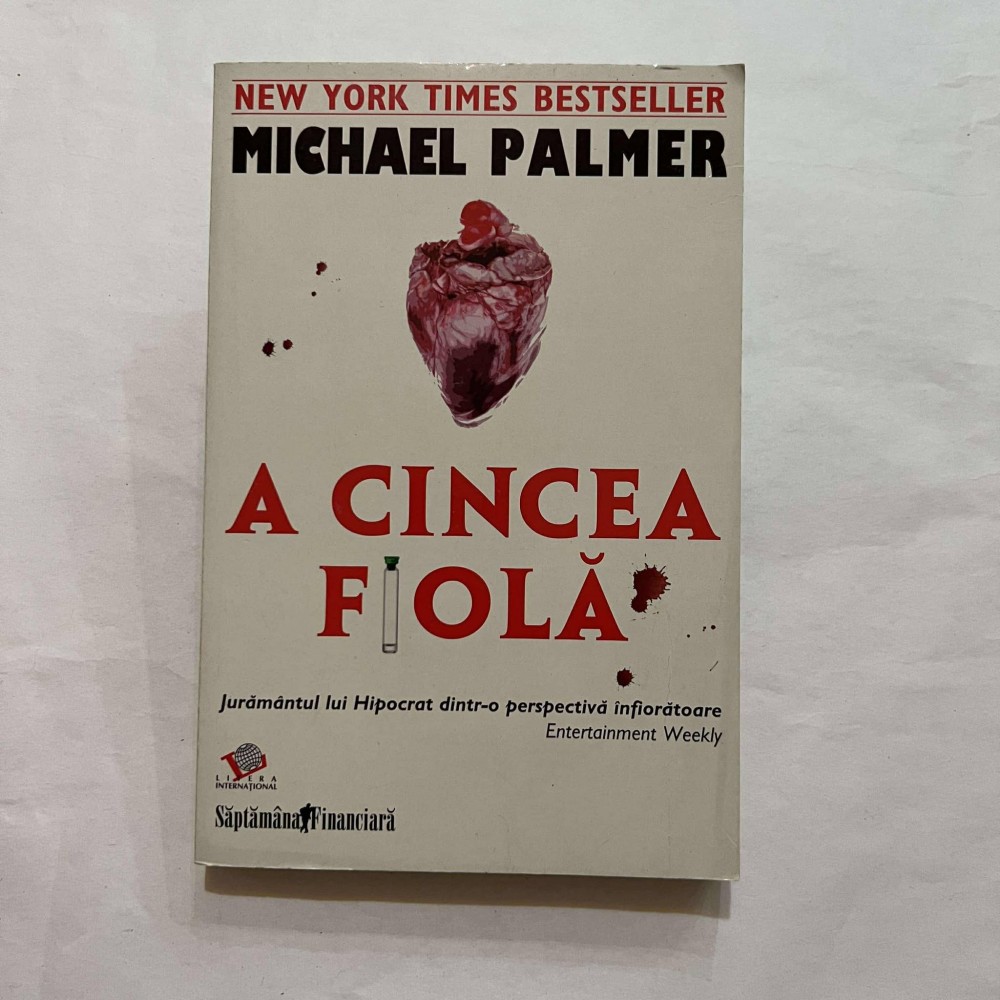 NEW YORK TIMES BESTSELLER
MICHAEL PALMER
A CINCEA
FIOLĂ
Jurământul lui Hipocrat dintr-o perspectivă înfiorătoare
Entertainment Weekly
LITERA
INTERNAŢIONAL
Săptămâna Financiară